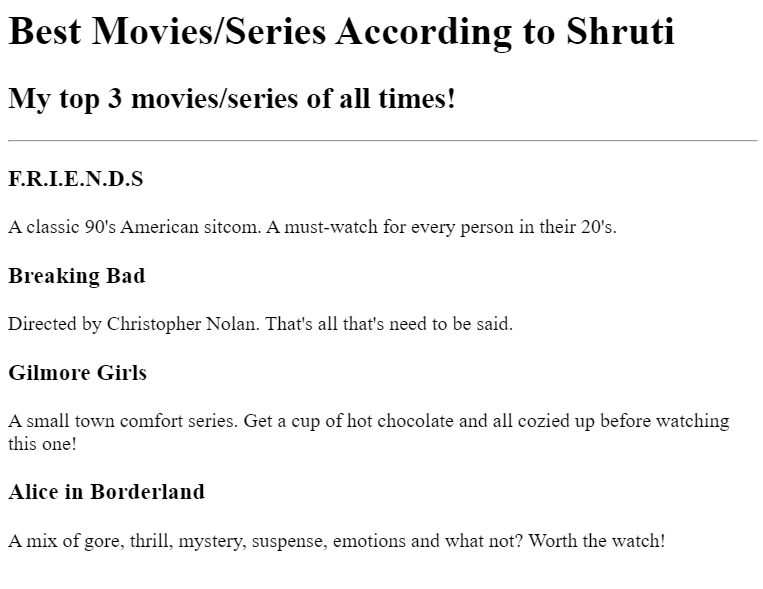 Best Movies/Series According to Shruti
My top 3 movies/series of all times!
F.R.I.E.N.D.S
A classic 90's American sitcom. A must-watch for every person in their 20's.
Breaking Bad
Directed by Christopher Nolan. That's all that's need to be said.
Gilmore Girls
A small town comfort series. Get a cup of hot chocolate and all cozied up before watching
this one!
Alice in Borderland
A mix of gore, thrill, mystery, suspense, emotions and what not? Worth the watch!